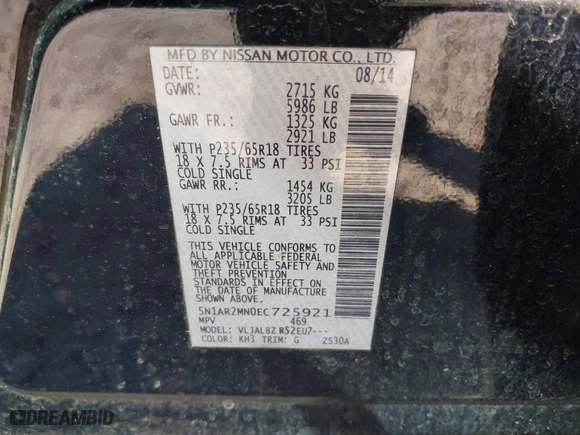 MFD BY NISSAN MOTOR CO., LTD.
DATE: 08/14
GVWR: 2715 KG
5986 LB
GAWR FR.: 1325 KG
2921 LB
WITH P235/65R18 TIRES
18 X 7.5 RIMS AT 33 PSI
COLD SINGLE
GAWR RR.: 1454 KG
3205 LB
WITH P235/65R18 TIRES
18 X 7.5 RIMS AT 33 PSI
COLD SINGLE
THIS VEHICLE CONFORMS TO
ALL APPLICABLE FEDERAL
MOTOR VEHICLE SAFETY AND
THEFT PREVENTION
STANDARDS IN EFFECT ON
THE DATE OF MANUFACTURE
SHOWN ABOVE.
5N1AR2MN0EC725921
MPV 469
MODEL: VLJALBZ R52EU7---
COLOR: KH3 TRIM: G ZS30A
DREAMBID